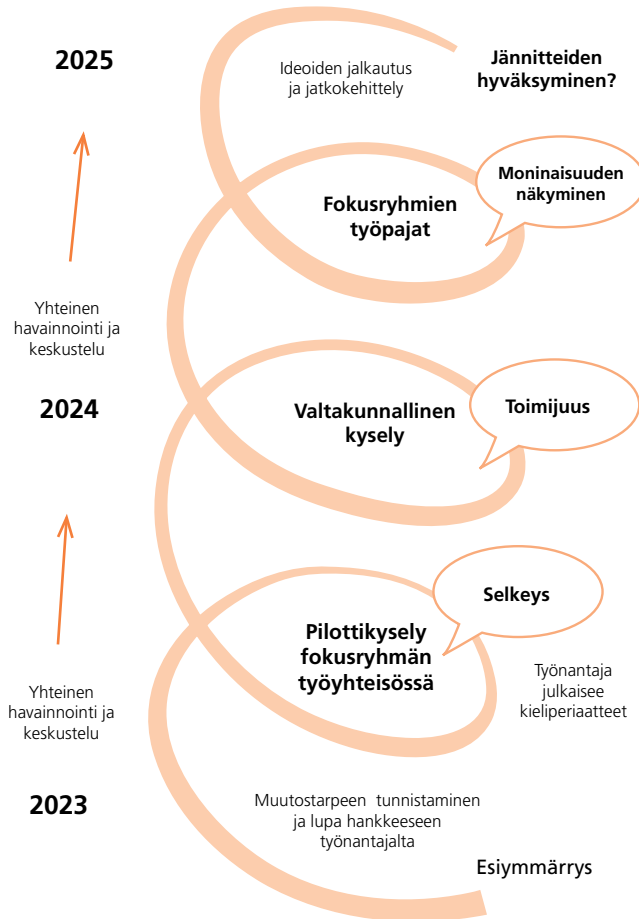 2025
Ideoiden jalkautus
ja jatkokehittely
Jännitteiden
hyväksyminen?
Moninaisuuden
näkyminen
Fokusryhmien
työpajat
Yhteinen
havainnointi ja
keskustelu
2024
Valtakunnallinen
kysely
Toimijuus
Selkeys
Pilottikysely
fokusryhmän
työyhteisössä
Työnantaja
julkaisee
kieliperiaatteet
Yhteinen
havainnointi ja
keskustelu
2023
Muutostarpeen tunnistaminen
ja lupa hankkeeseen
työnantajalta
Esiymmärrys